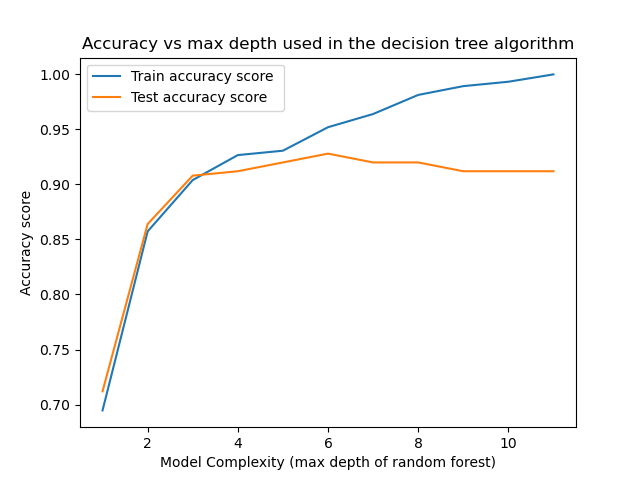 Accuracy vs max depth used in the decision tree algorithm
Train accuracy score
Test accuracy score
1.00
0.95
0.90
0.85
0.80
0.75
0.70
Accuracy score
2 4 6 8 10
Model Complexity (max depth of random forest)